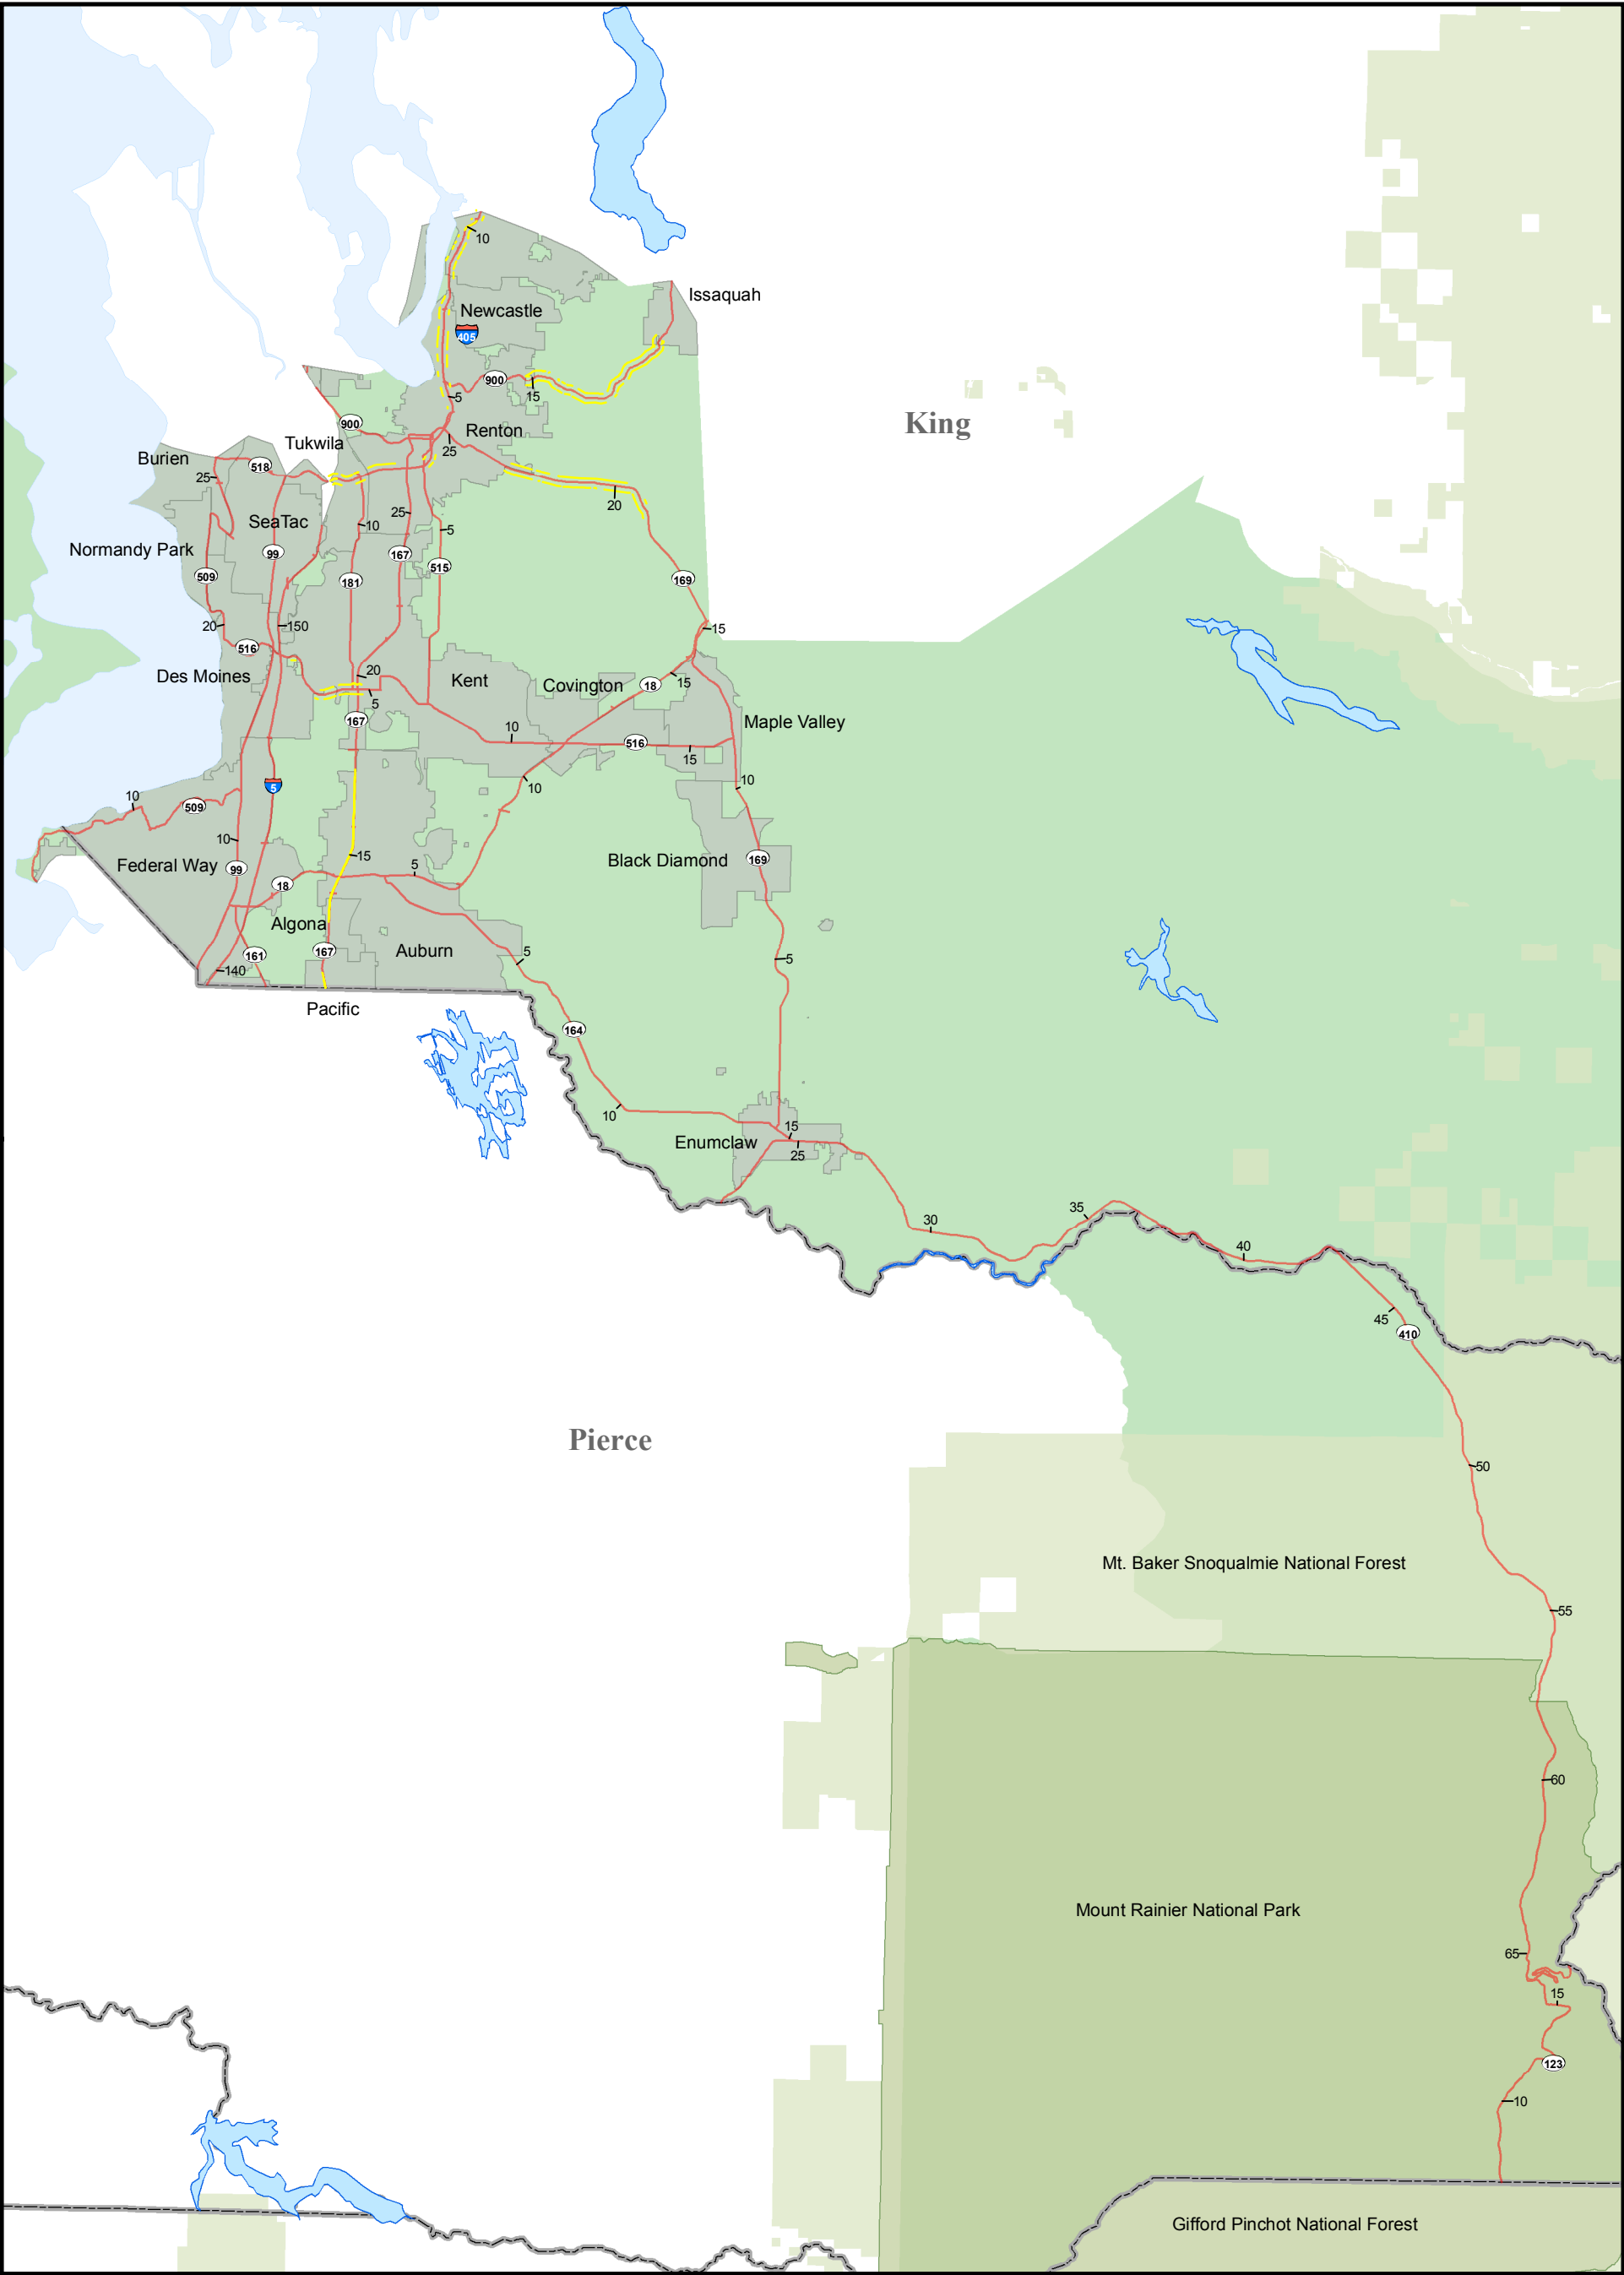 10
Issaquah
Newcastle
405
900
15
5
King
900
Renton
Tukwila
25
Burien
518
25
20
SeaTac
25
10
5
Normandy Park
99
167
515
509
181
169
20
150
15
516
20
Des Moines
Kent
Covington
18
15
5
167
Maple Valley
10
516
15
5
10
10
10
509
10
15
Federal Way
99
5
Black Diamond
169
18
Algona
Auburn
5
161
167
5
140
Pacific
164
10
15
Enumclaw
25
35
30
40
45
410
Pierce
50
Mt. Baker Snoqualmie National Forest
55
60
Mount Rainier National Park
65
15
123
10
Gifford Pinchot National Forest